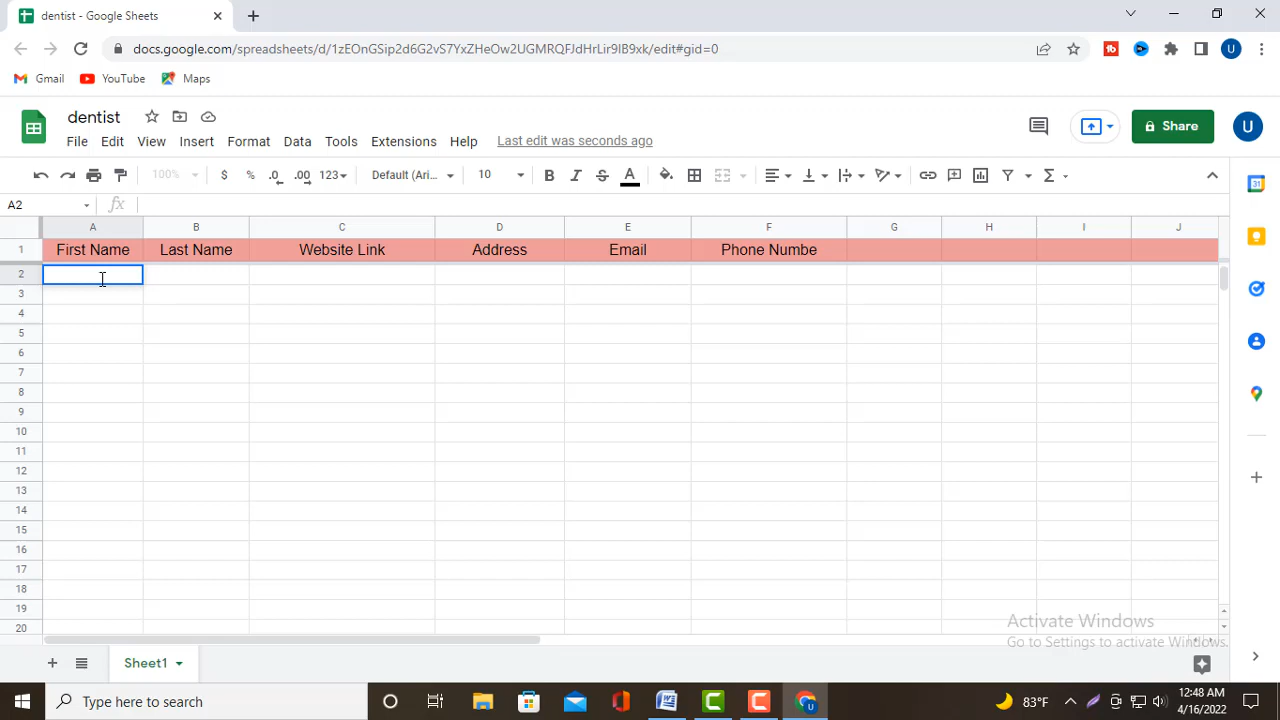 dentist - Google Sheets
docs.google.com/spreadsheets/d/1zEOnGSip2d6G2vS7YxZHeOw2UGMRQFJdHrLir9IB9xk/edit#gid=0
U
Gmail YouTube Maps
dentist
File Edit View Insert Format Data Tools Extensions Help Last edit was seconds ago
Share
U
100% $ % .0 .00 123 Default (Ari... 10 B I S A
31
A2 fx
A B C D E F G H I J
1 First Name Last Name Website Link Address Email Phone Numbe
2
3
4
5
6
7
8
9
10
11
12
13
14
15
16
17
18
19
20
Activate Windows
Go to Settings to activate Windows.
Sheet1
Type here to search
83°F
12:48 AM
4/16/2022